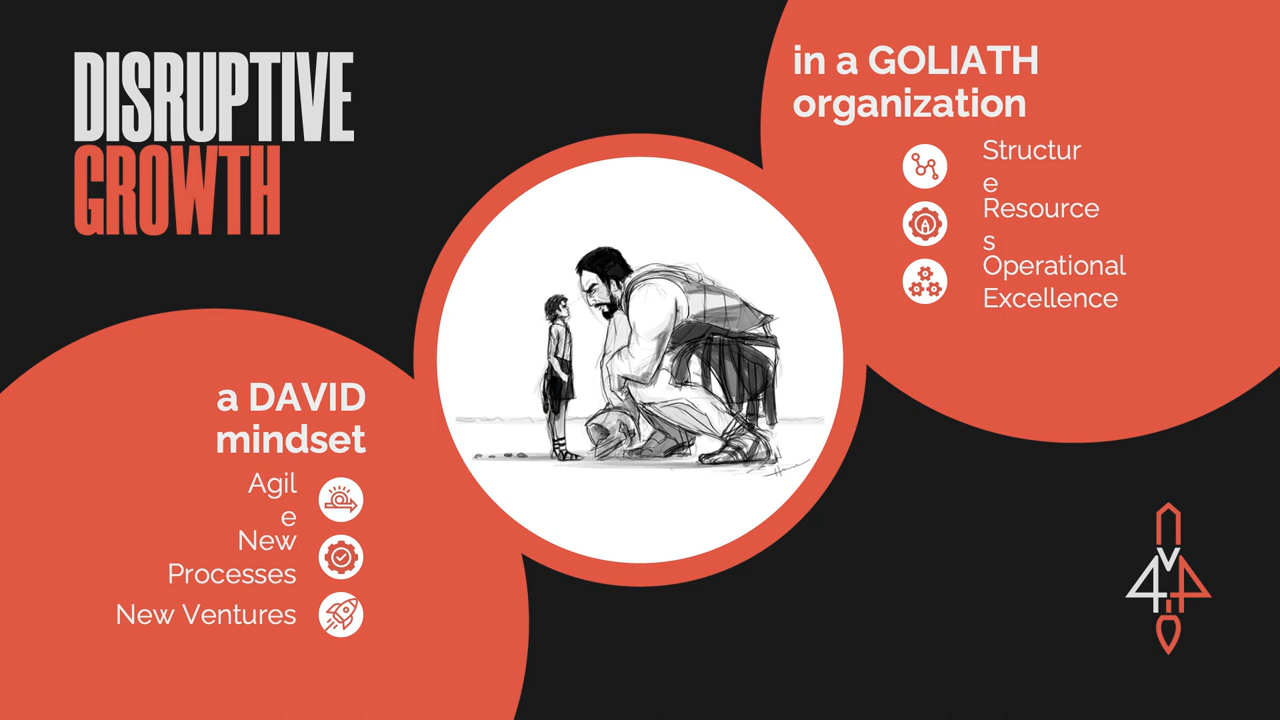 DISRUPTIVE
GROWTH
in a GOLIATH
organization
Structur
e
Resource
s
Operational
Excellence
a DAVID
mindset
Agil
e
New
Processes
New Ventures